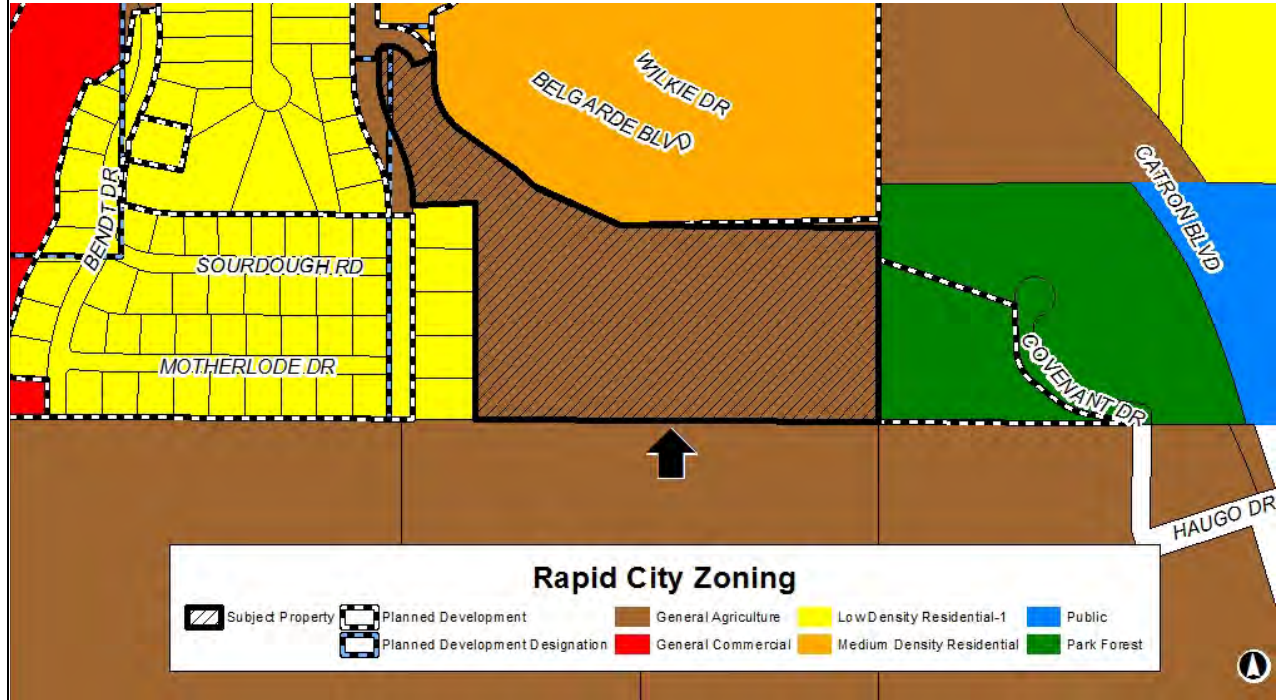 WILKIE DR
BELGARDE BLVD
CATRON BLVD
BENDT DR
SOURDOUGH RD
MOTHERLODE DR
COVENANT DR
HAUGO DR
Rapid City Zoning
Subject Property
Planned Development
General Agriculture
Low Density Residential-1
Public
Planned Development Designation
General Commercial
Medium Density Residential
Park Forest